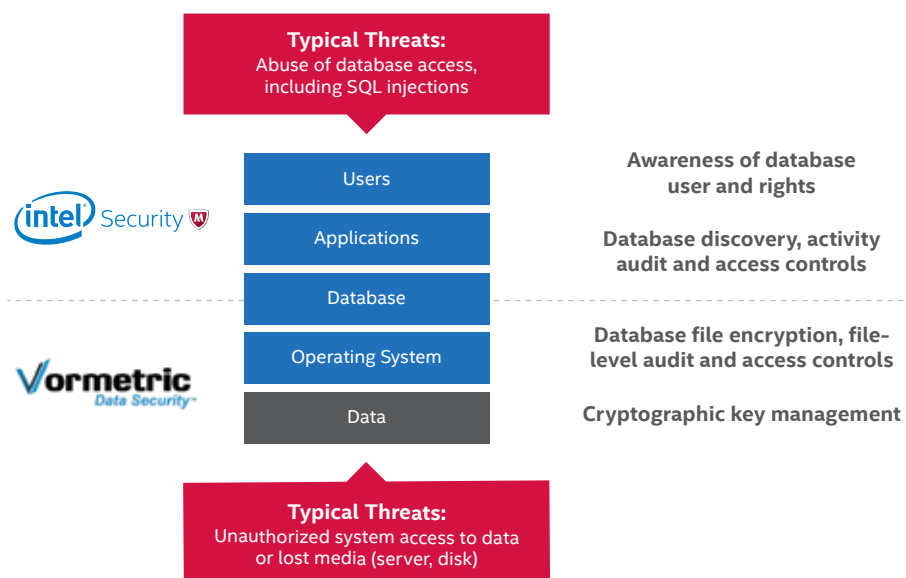 Typical Threats:
Abuse of database access,
including SQL injections
Users
Awareness of database
user and rights
intel® Security M
Applications
Database discovery, activity
audit and access controls
Database
Vormetric
Data Security™
Operating System
Database file encryption, file-
level audit and access controls
Data
Cryptographic key management
Typical Threats:
Unauthorized system access to data
or lost media (server, disk)